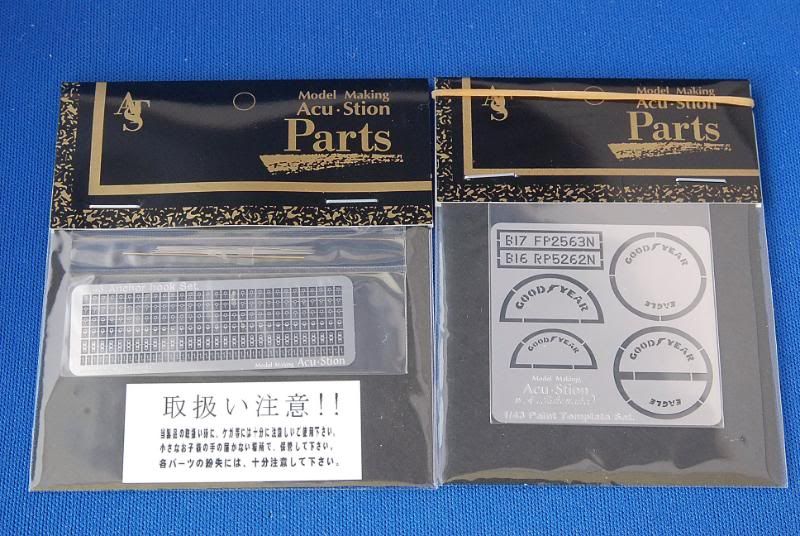 ATS
Model Making
Acu・Stion
Parts
Anchor hook Set.
Model Making Acu・Stion
取扱い注意!!
当製品の取扱い時に、ケガ等には十分に注意しご使用下さい。
小さなお子様の手の届かない場所で、保管して下さい。
各パーツの紛失には、十分注意して下さい。
ATS
Model Making
Acu・Stion
Parts
B17 FP2563N
B16 RP5262N
GOODYEAR
EAGLE
GOODYEAR
GOODYEAR
GOODYEAR
EAGLE
Model Making
Acu・Stion
1/43 Paint Template Set.